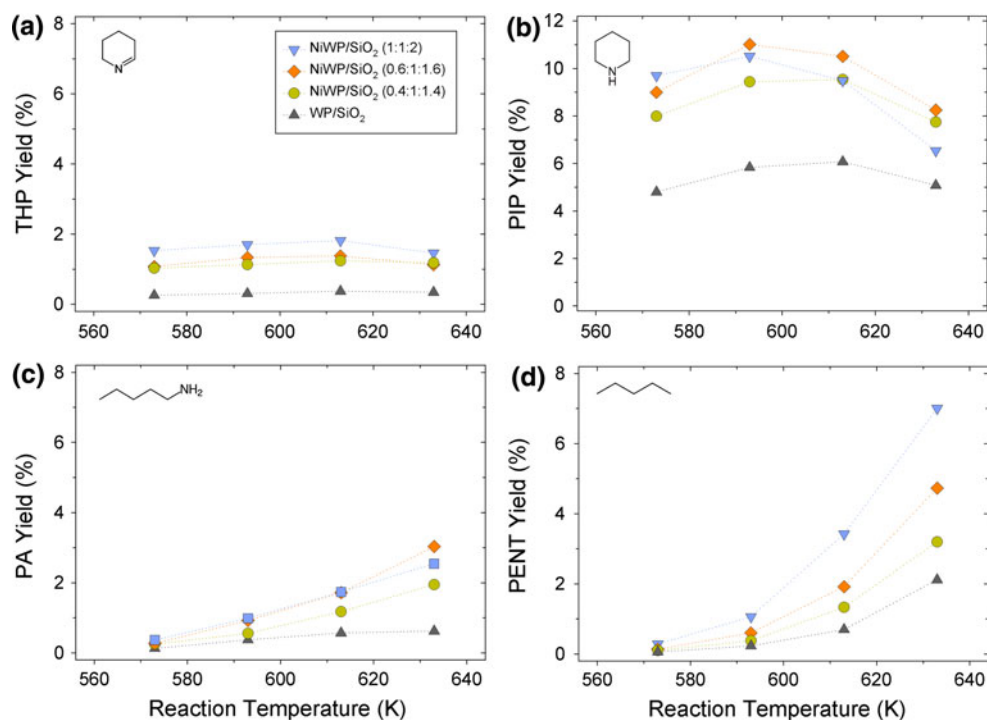 (a)
8
6
4
2
0
THP Yield (%)
N
NiWP/SiO₂ (1:1:2)
NiWP/SiO₂ (0.6:1:1.6)
NiWP/SiO₂ (0.4:1:1.4)
WP/SiO₂
560 580 600 620 640
(b)
12
10
8
6
4
2
0
PIP Yield (%)
N
H
560 580 600 620 640
(c)
8
6
4
2
0
PA Yield (%)
NH₂
560 580 600 620 640
Reaction Temperature (K)
(d)
8
6
4
2
0
PENT Yield (%)
560 580 600 620 640
Reaction Temperature (K)